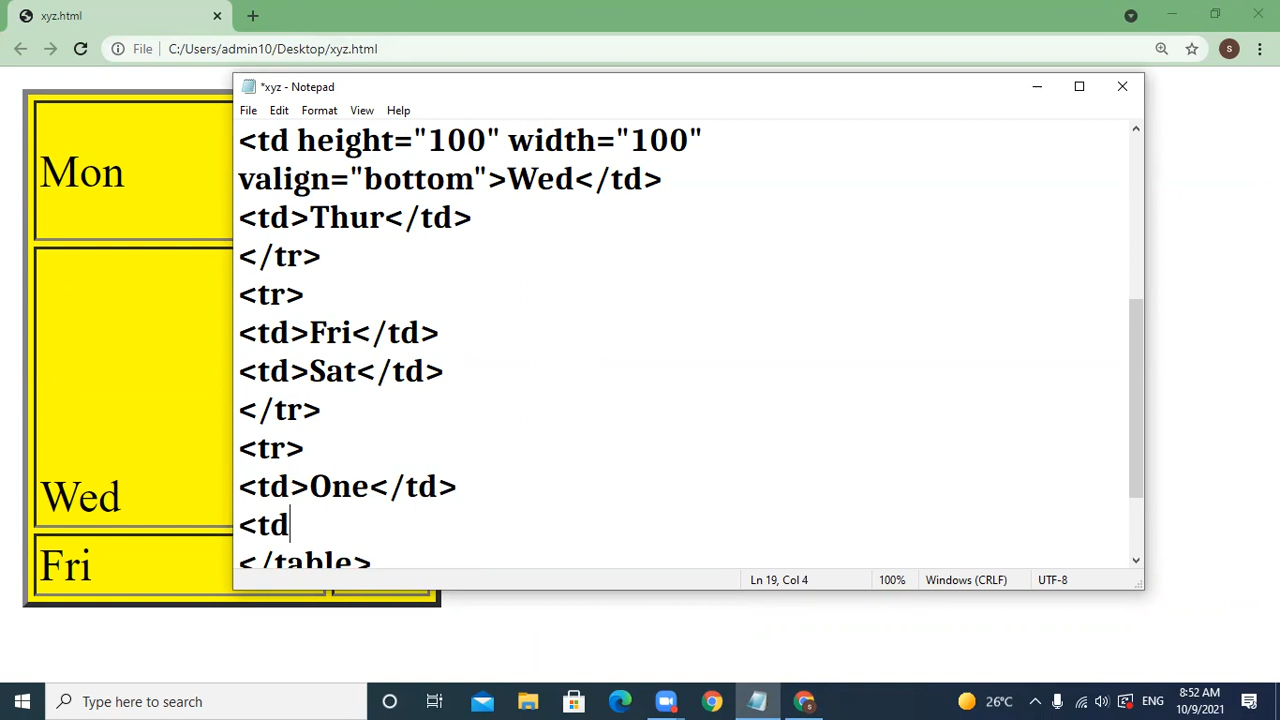 xyz.html
File C:/Users/admin10/Desktop/xyz.html S
Mon
Wed
Fri
*xyz - Notepad
File Edit Format View Help
<td height="100" width="100"
valign="bottom">Wed</td>
<td>Thur</td>
</tr>
<tr>
<td>Fri</td>
<td>Sat</td>
</tr>
<tr>
<td>One</td>
<td
</table>
Ln 19, Col 4 100% Windows (CRLF) UTF-8
Type here to search 26°C ENG 8:52 AM
10/9/2021